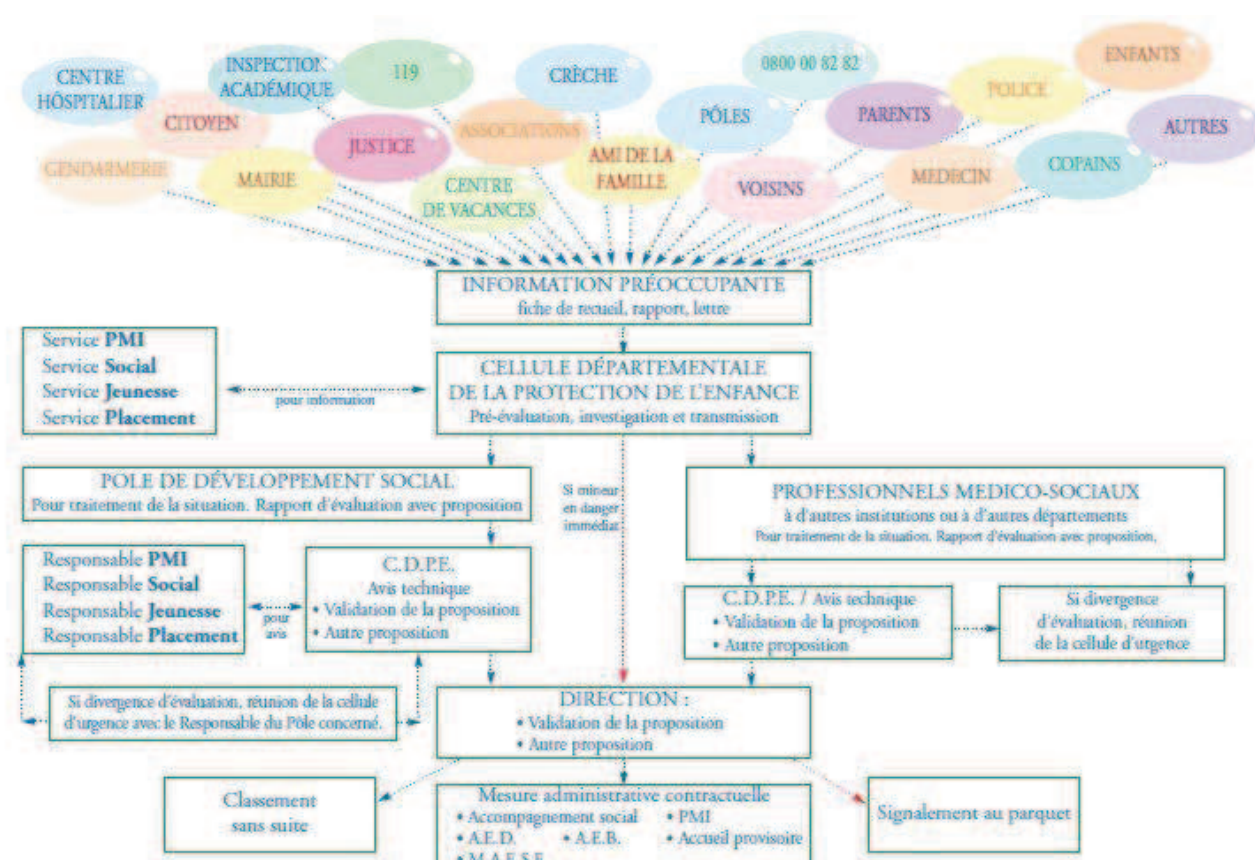 CENTRE
HÔSPITALIER
INSPECTION
ACADÉMIQUE
119
CRÈCHE
0800 00 82 82
ENFANTS
CITOYEN
JUSTICE
ASSOCIATIONS
PÔLES
PARENTS
POLICE
AUTRES
GENDARMERIE
MAIRIE
CENTRE
DE VACANCES
AMI DE LA
FAMILLE
VOISINS
MÉDECIN
COPAINS
INFORMATION PRÉOCCUPANTE
fiche de recueil, rapport, lettre
Service PMI
Service Social
Service Jeunesse
Service Placement
pour information
CELLULE DÉPARTEMENTALE
DE LA PROTECTION DE L'ENFANCE
Pré-évaluation, investigation et transmission
POLE DE DÉVELOPPEMENT SOCIAL
Pour traitement de la situation. Rapport d'évaluation avec proposition
Si mineur
en danger
immédiat
PROFESSIONNELS MEDICO-SOCIAUX
à d'autres institutions ou à d'autres départements
Pour traitement de la situation. Rapport d'évaluation avec proposition.
Responsable PMI
Responsable Social
Responsable Jeunesse
Responsable Placement
pour
avis
C.D.P.E.
Avis technique
• Validation de la proposition
• Autre proposition
C.D.P.E. / Avis technique
• Validation de la proposition
• Autre proposition
Si divergence
d'évaluation, réunion
de la cellule d'urgence
Si divergence d'évaluation, réunion de la cellule
d'urgence avec le Responsable du Pôle concerné.
DIRECTION :
• Validation de la proposition
• Autre proposition
Classement
sans suite
Mesure administrative contractuelle
• Accompagnement social • PMI
• A.E.D. • A.E.B. • Accueil provisoire
• M.A.E.S.F.
Signalement au parquet